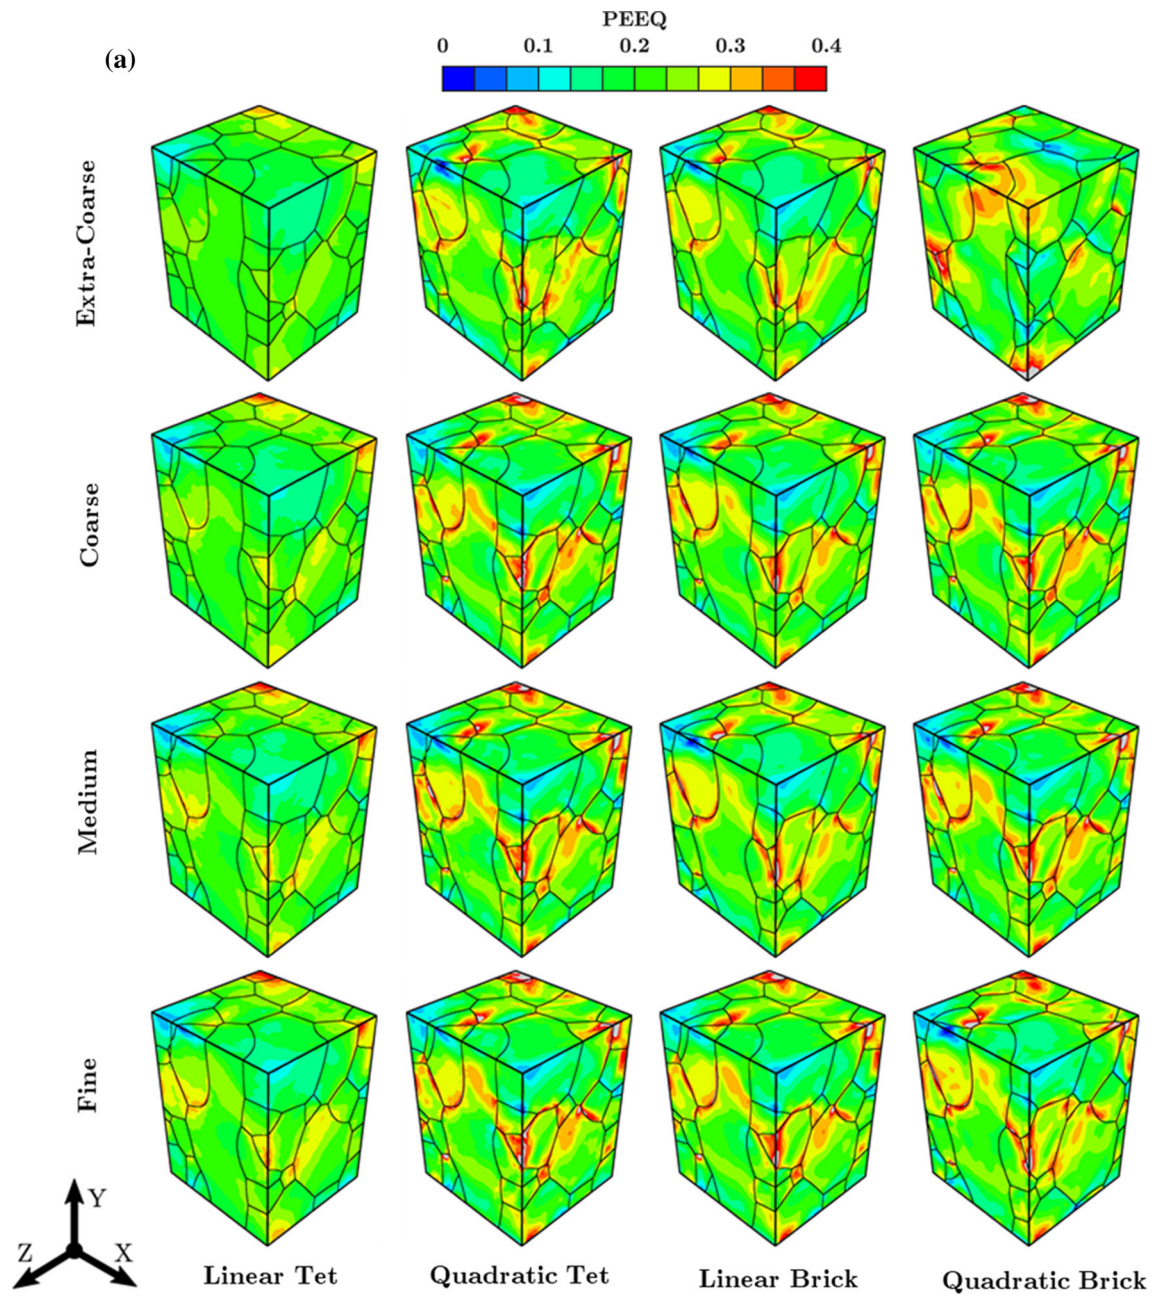 PEEQ
(a)
0 0.1 0.2 0.3 0.4
Extra-Coarse
Coarse
Medium
Fine
Y
Z X
Linear Tet Quadratic Tet Linear Brick Quadratic Brick